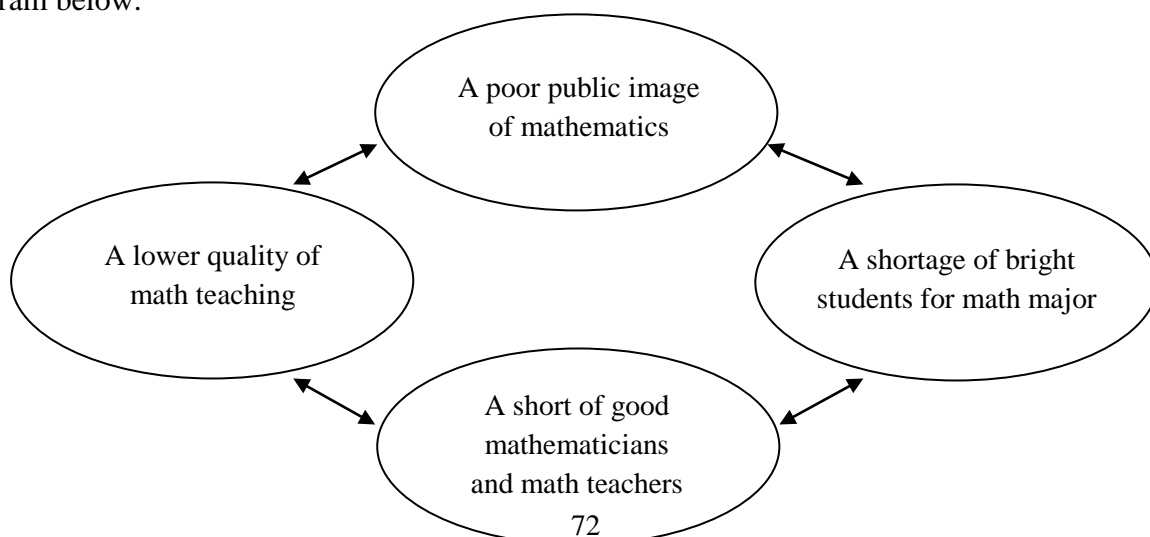 ram below.
A poor public image
of mathematics
A lower quality of
math teaching
A shortage of bright
students for math major
A short of good
mathematicians
and math teachers
72